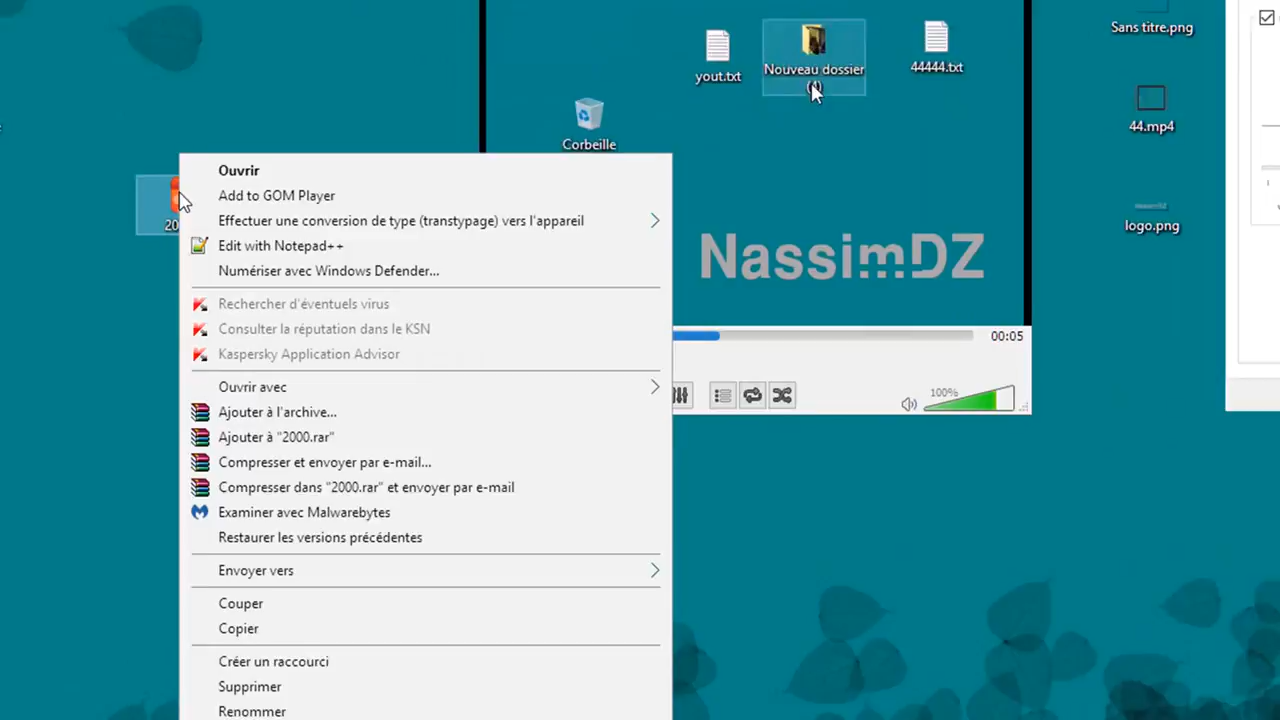 Sans titre.png
yout.txt
Nouveau dossier
(4)
44444.txt
44.mp4
Corbeille
logo.png
20
NassimDZ
00:05
100%
Ouvrir
Add to GOM Player
Effectuer une conversion de type (transtypage) vers l'appareil
Edit with Notepad++
Numériser avec Windows Defender...
Rechercher d'éventuels virus
Consulter la réputation dans le KSN
Kaspersky Application Advisor
Ouvrir avec
Ajouter à l'archive...
Ajouter à "2000.rar"
Compresser et envoyer par e-mail...
Compresser dans "2000.rar" et envoyer par e-mail
Examiner avec Malwarebytes
Restaurer les versions précédentes
Envoyer vers
Couper
Copier
Créer un raccourci
Supprimer
Renommer